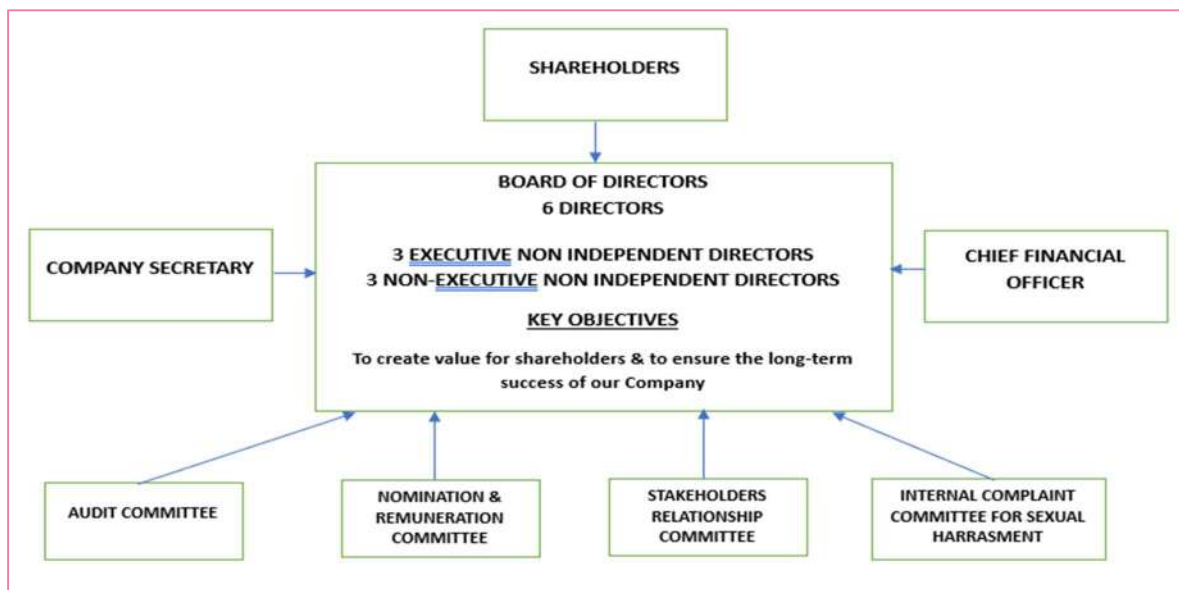 SHAREHOLDERS
BOARD OF DIRECTORS
6 DIRECTORS
3 EXECUTIVE NON INDEPENDENT DIRECTORS
3 NON-EXECUTIVE NON INDEPENDENT DIRECTORS
KEY OBJECTIVES
To create value for shareholders & to ensure the long-term
success of our Company
COMPANY SECRETARY
CHIEF FINANCIAL
OFFICER
AUDIT COMMITTEE
NOMINATION &
REMUNERATION
COMMITTEE
STAKEHOLDERS
RELATIONSHIP
COMMITTEE
INTERNAL COMPLAINT
COMMITTEE FOR SEXUAL
HARRASMENT